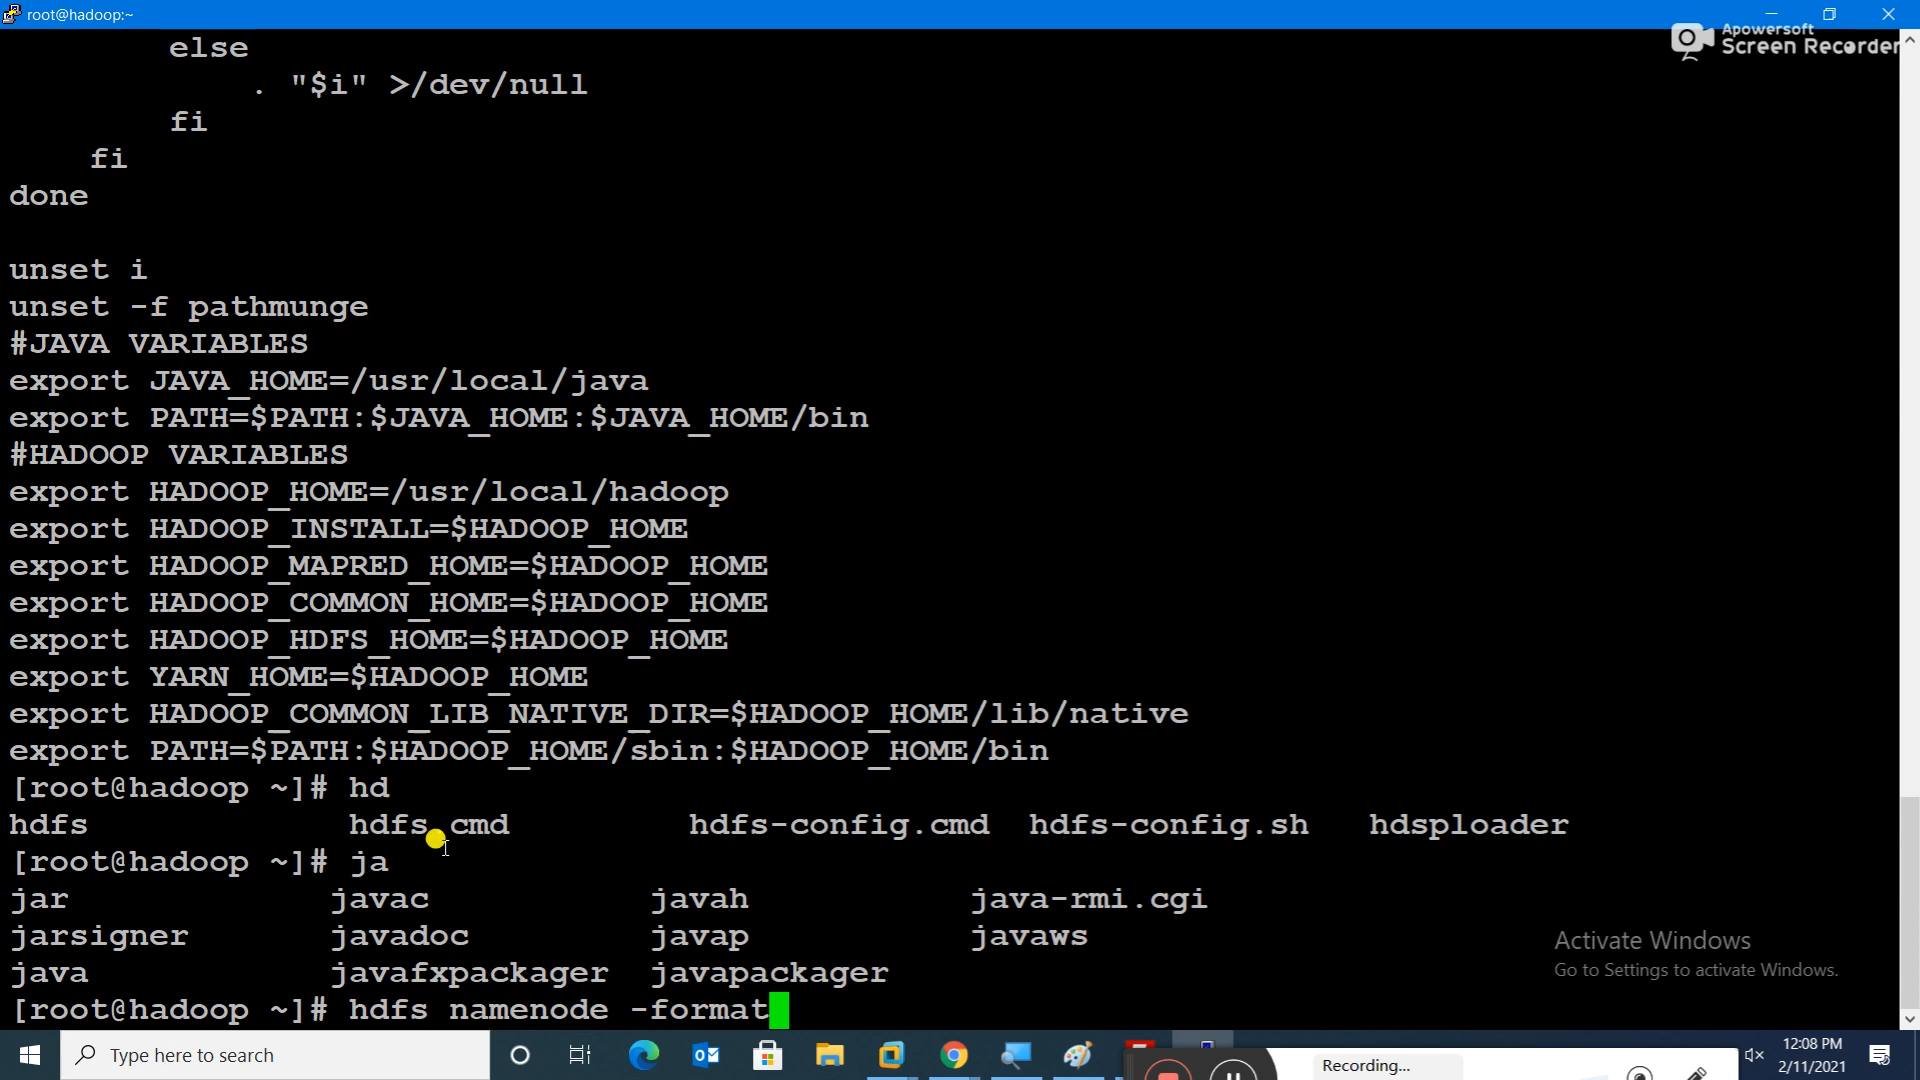 root@hadoop:~
Apowersoft
Screen Recorder
else
. "$i" >/dev/null
fi
fi
done
unset i
unset -f pathmunge
#JAVA VARIABLES
export JAVA_HOME=/usr/local/java
export PATH=$PATH:$JAVA_HOME:$JAVA_HOME/bin
#HADOOP VARIABLES
export HADOOP_HOME=/usr/local/hadoop
export HADOOP_INSTALL=$HADOOP_HOME
export HADOOP_MAPRED_HOME=$HADOOP_HOME
export HADOOP_COMMON_HOME=$HADOOP_HOME
export HADOOP_HDFS_HOME=$HADOOP_HOME
export YARN_HOME=$HADOOP_HOME
export HADOOP_COMMON_LIB_NATIVE_DIR=$HADOOP_HOME/lib/native
export PATH=$PATH:$HADOOP_HOME/sbin:$HADOOP_HOME/bin
[root@hadoop ~]# hd
hdfs hdfs.cmd hdfs-config.cmd hdfs-config.sh hdsploader
[root@hadoop ~]# ja
jar javac javah java-rmi.cgi
jarsigner javadoc javap javaws
java javafxpackager javapackager
[root@hadoop ~]# hdfs namenode -format
Activate Windows
Go to Settings to activate Windows.
Type here to search
Recording...
12:08 PM
2/11/2021